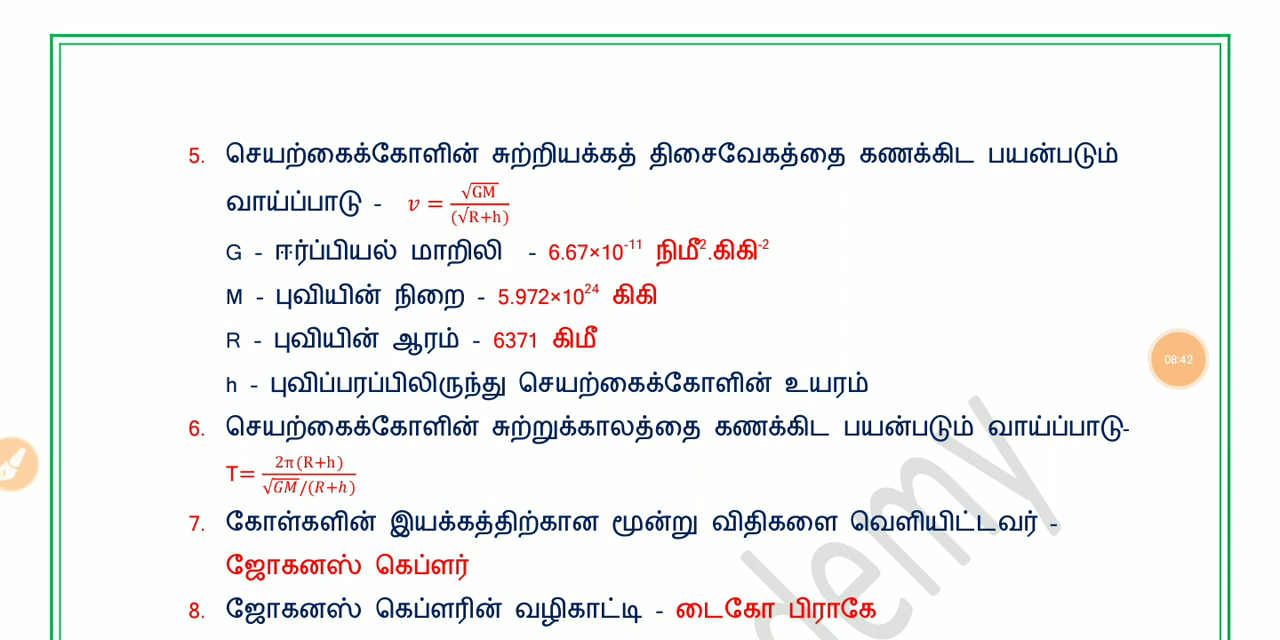 5. செயற்கைக்கோளின் சுற்றியக்கத் திசைவேகத்தை கணக்கிட பயன்படும்
வாய்ப்பாடு - v = √GM / (√R+h)
G - ஈர்ப்பியல் மாறிலி - 6.67×10⁻¹¹ நிமீ².கிகி⁻²
M - புவியின் நிறை - 5.972×10²⁴ கிகி
R - புவியின் ஆரம் - 6371 கிமீ
h - புவிப்பரப்பிலிருந்து செயற்கைக்கோளின் உயரம்
08:42
6. செயற்கைக்கோளின் சுற்றுக்காலத்தை கணக்கிட பயன்படும் வாய்ப்பாடு-
T= 2π(R+h) / √GM/(R+h)
7. கோள்களின் இயக்கத்திற்கான மூன்று விதிகளை வெளியிட்டவர் -
ஜோகனஸ் கெப்ளர்
8. ஜோகனஸ் கெப்ளரின் வழிகாட்டி - டைகோ பிராகே
demy